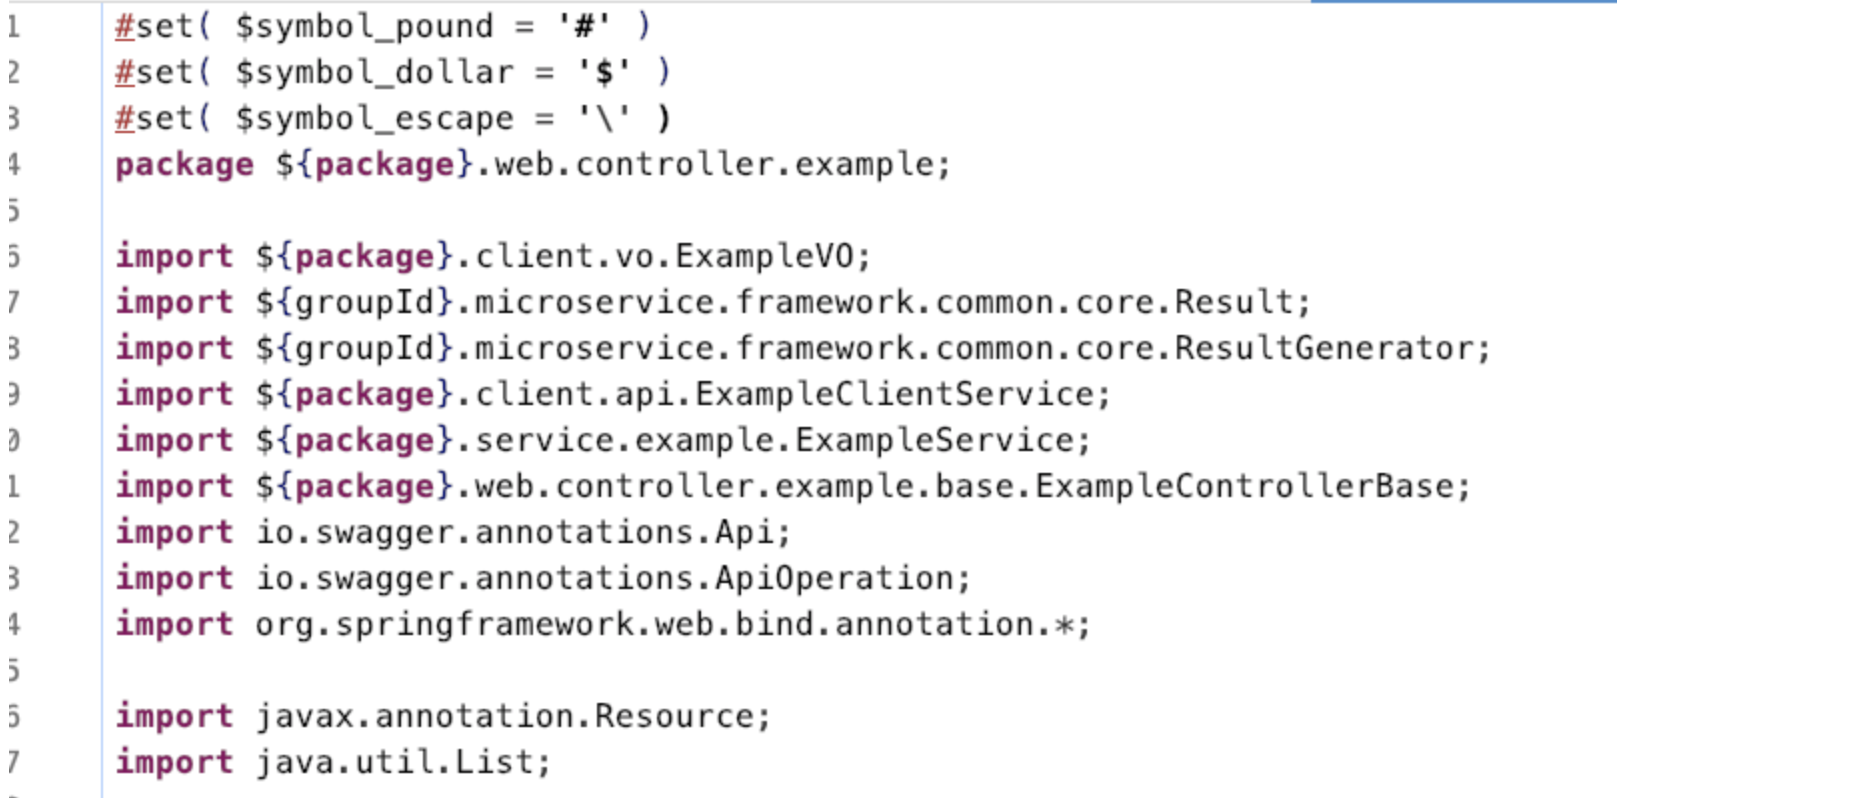 1 #set( $symbol_pound = '#' )
2 #set( $symbol_dollar = '$' )
3 #set( $symbol_escape = '\' )
4 package ${package}.web.controller.example;
5
6 import ${package}.client.vo.ExampleVO;
7 import ${groupId}.microservice.framework.common.core.Result;
8 import ${groupId}.microservice.framework.common.core.ResultGenerator;
9 import ${package}.client.api.ExampleClientService;
0 import ${package}.service.example.ExampleService;
1 import ${package}.web.controller.example.base.ExampleControllerBase;
2 import io.swagger.annotations.Api;
3 import io.swagger.annotations.ApiOperation;
4 import org.springframework.web.bind.annotation.*;
5
6 import javax.annotation.Resource;
7 import java.util.List;